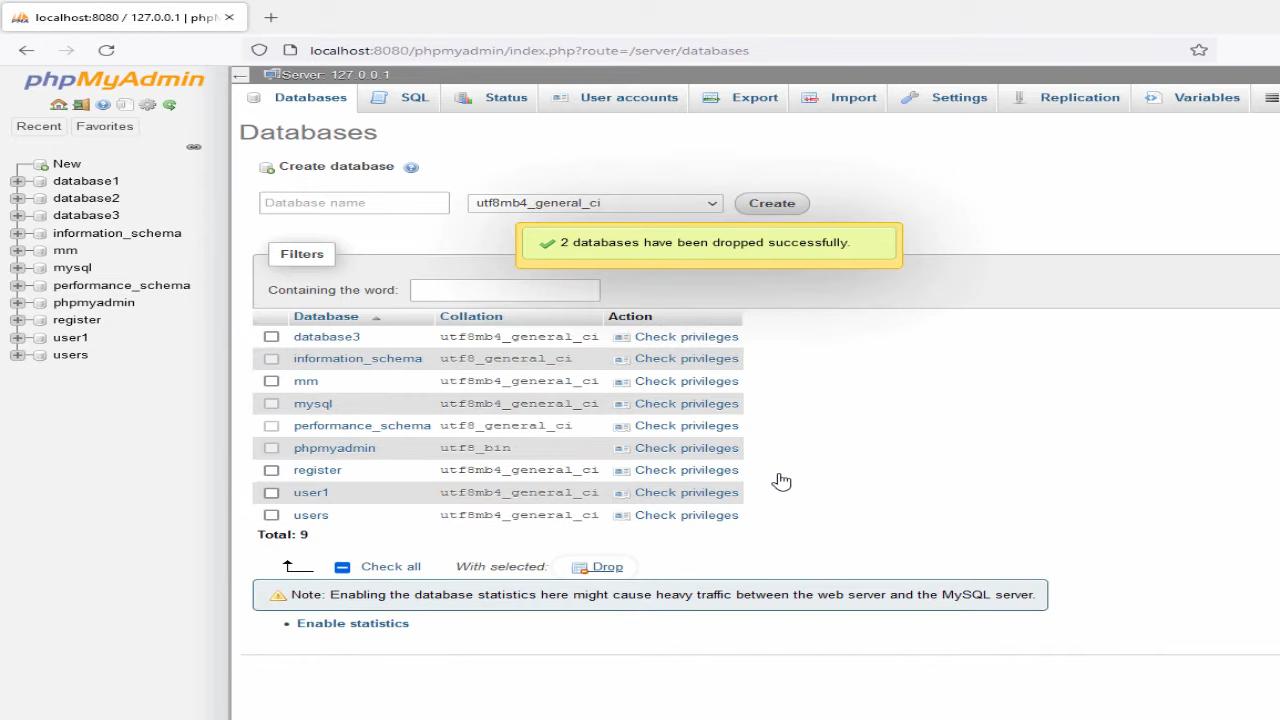 localhost:8080 / 127.0.0.1 | phpM
localhost:8080/phpmyadmin/index.php?route=/server/databases
phpMyAdmin
Recent Favorites
New
database1
database2
database3
information_schema
mm
mysql
performance_schema
phpmyadmin
register
user1
users
Server: 127.0.0.1
Databases SQL Status User accounts Export Import Settings Replication Variables
Databases
Create database
Database name utf8mb4_general_ci Create
2 databases have been dropped successfully.
Filters
Containing the word:
Database Collation Action
database3 utf8mb4_general_ci Check privileges
information_schema utf8_general_ci Check privileges
mm utf8mb4_general_ci Check privileges
mysql utf8mb4_general_ci Check privileges
performance_schema utf8_general_ci Check privileges
phpmyadmin utf8_bin Check privileges
register utf8mb4_general_ci Check privileges
user1 utf8mb4_general_ci Check privileges
users utf8mb4_general_ci Check privileges
Total: 9
Check all With selected: Drop
Note: Enabling the database statistics here might cause heavy traffic between the web server and the MySQL server.
• Enable statistics